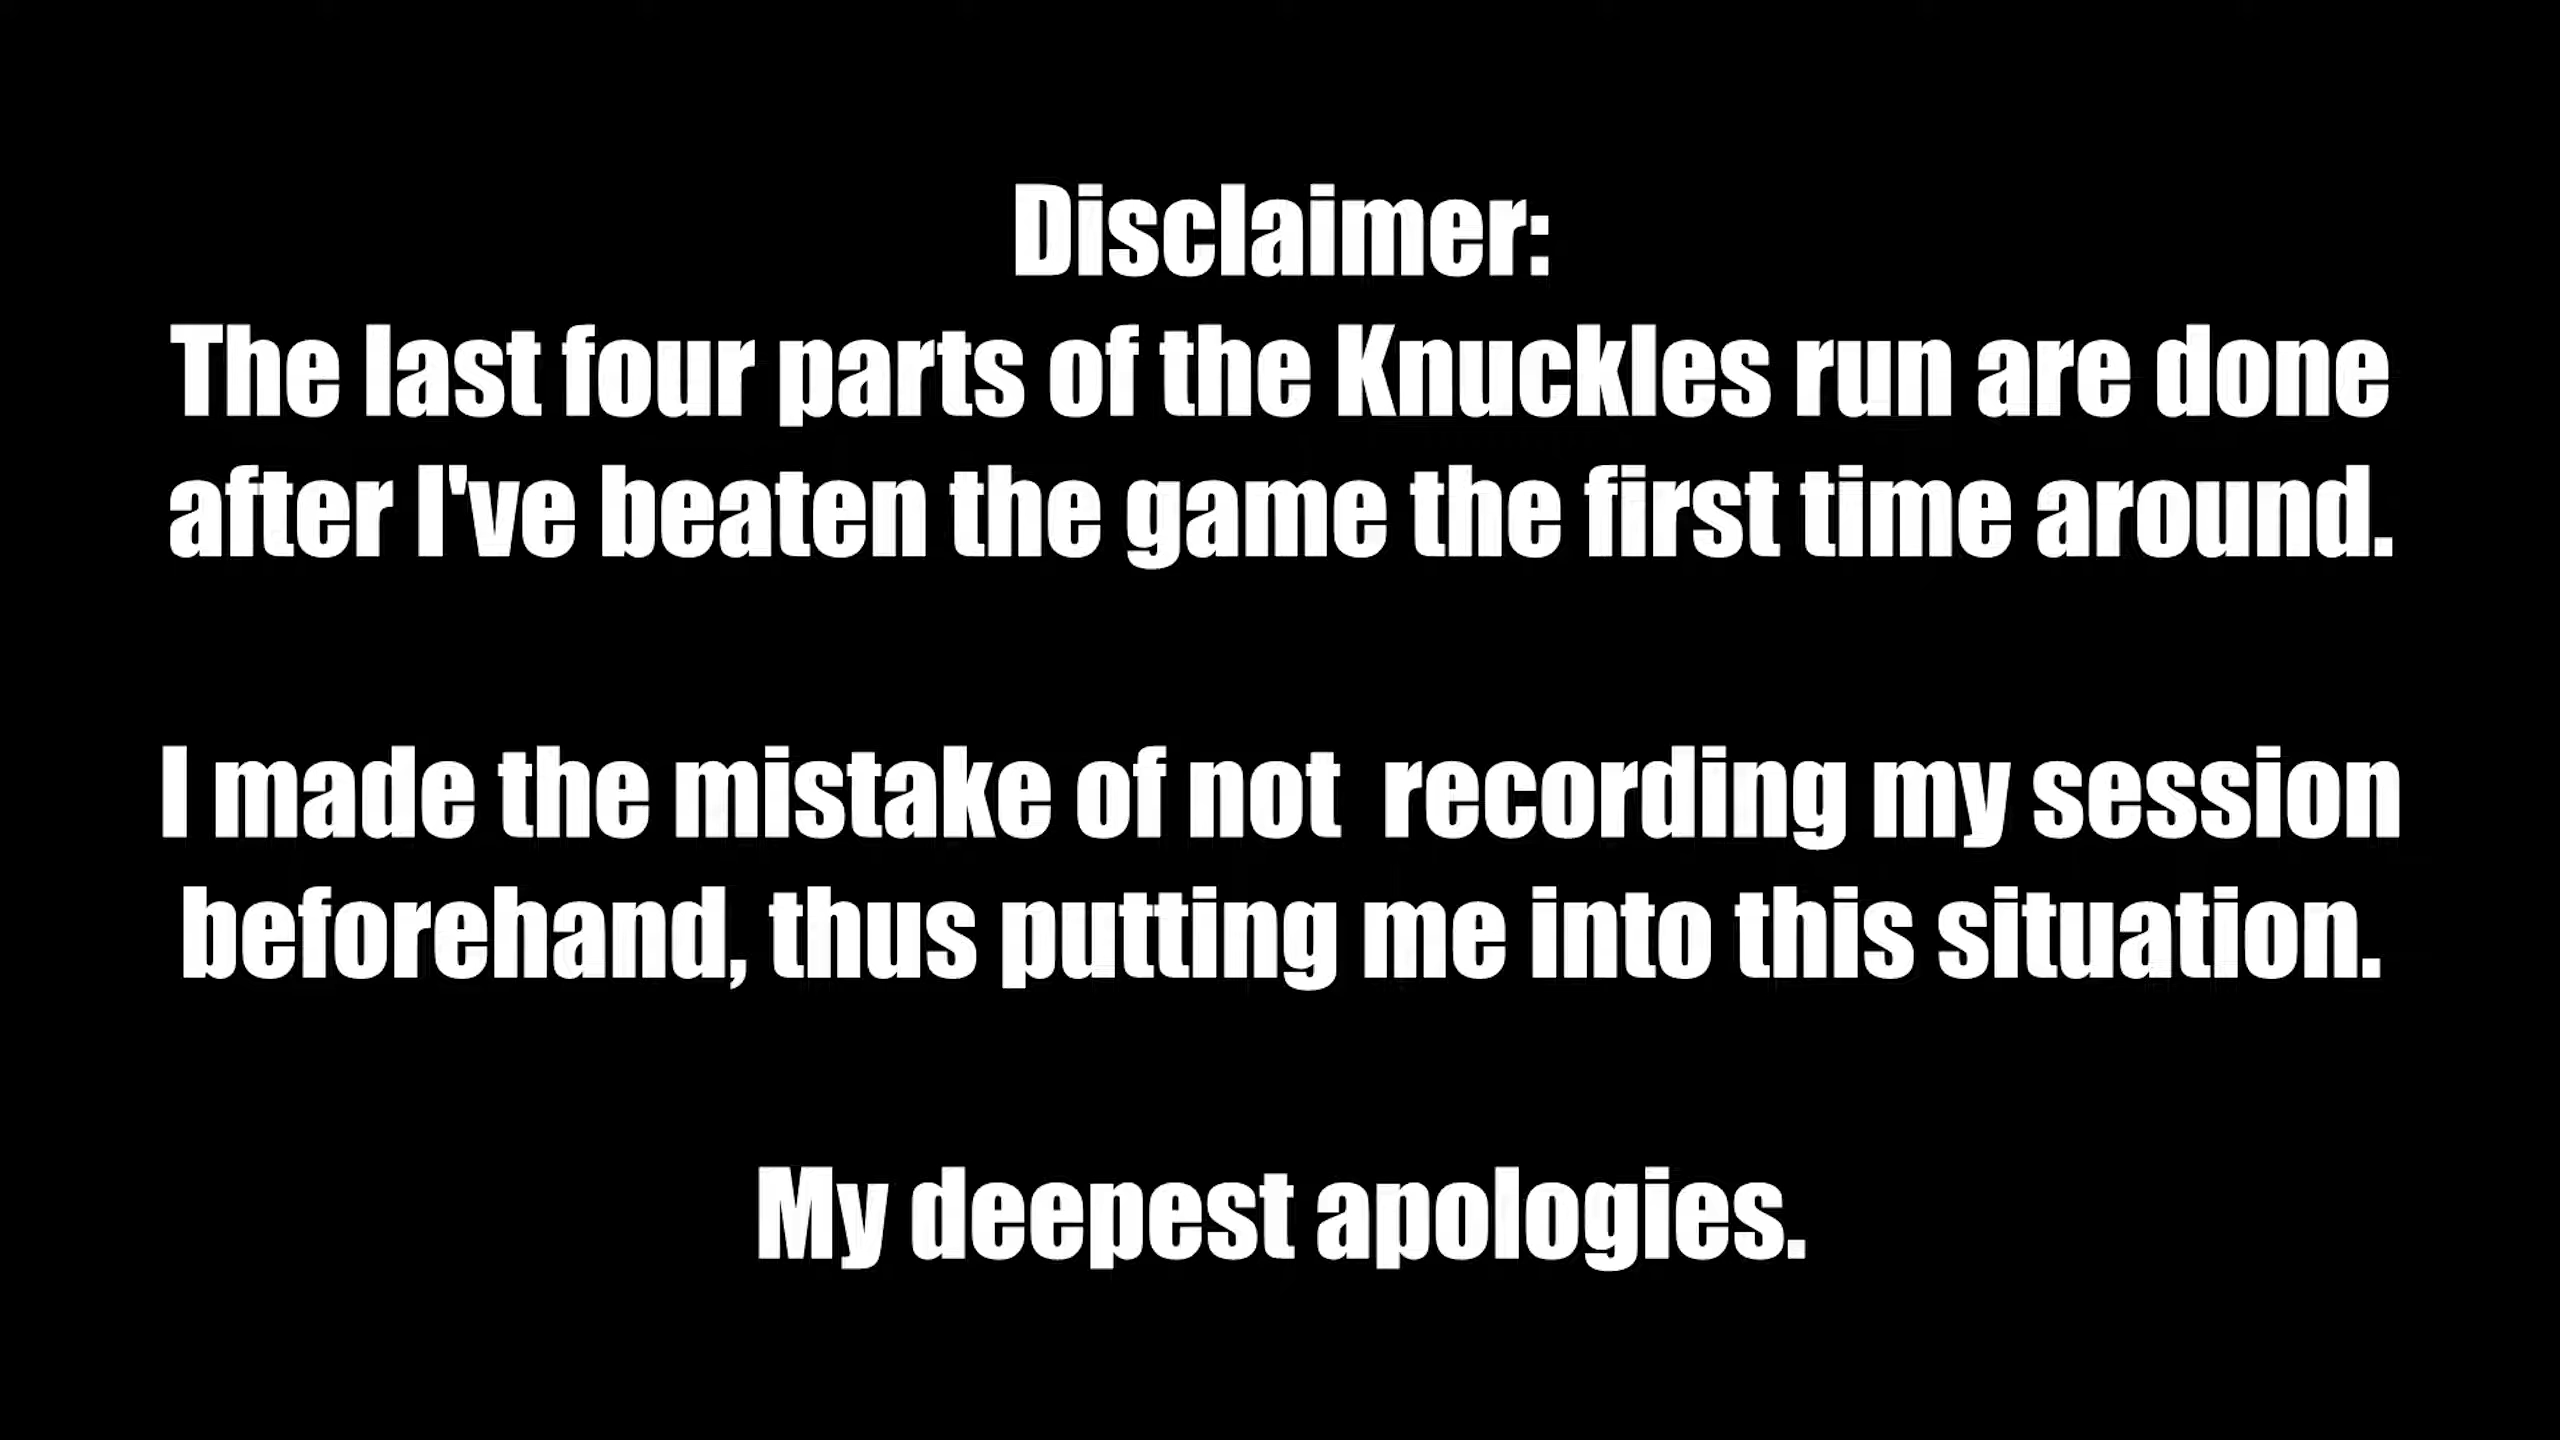 Disclaimer:
The last four parts of the Knuckles run are done
after I've beaten the game the first time around.
I made the mistake of not  recording my session
beforehand, thus putting me into this situation.
My deepest apologies.